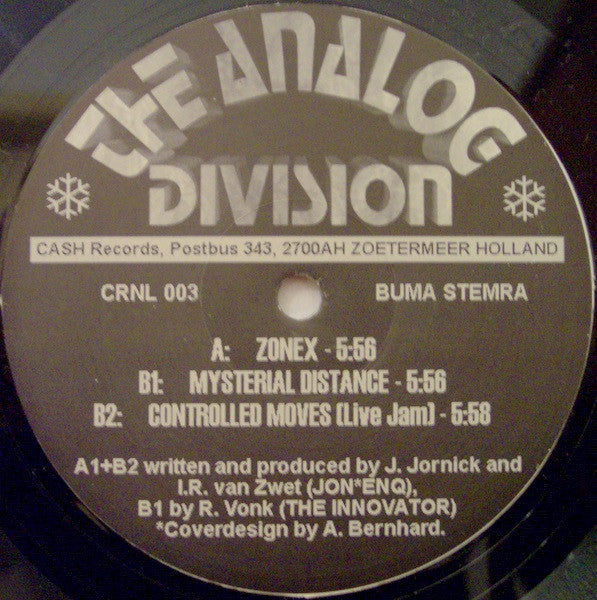 THE ANALOG
DIVISION
CASH Records, Postbus 343, 2700AH ZOETERMEER HOLLAND
CRNL 003 BUMA STEMRA
A: ZONEX - 5:56
B1: MYSTERIAL DISTANCE - 5:56
B2: CONTROLLED MOVES (Live Jam) - 5:58
A1+B2 written and produced by J. Jornick and
I.R. van Zwet (JON*ENQ),
B1 by R. Vonk (THE INNOVATOR)
*Coverdesign by A. Bernhard.